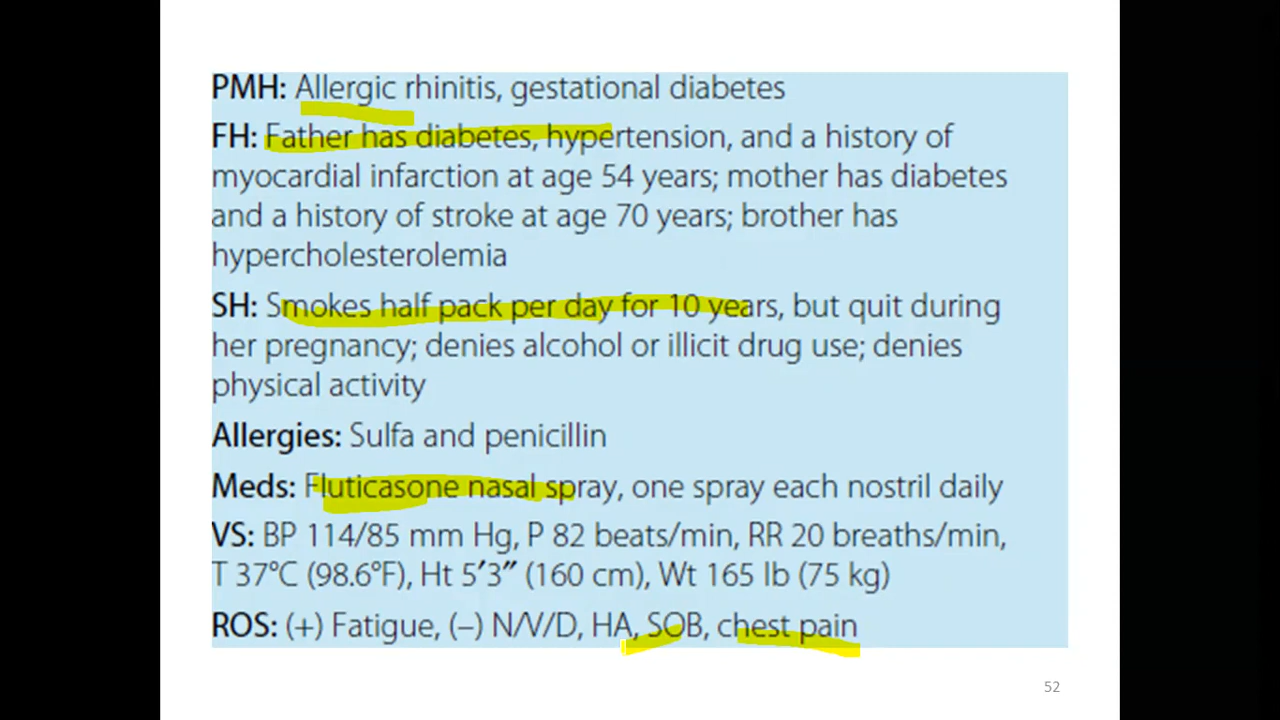 PMH: Allergic rhinitis, gestational diabetes
FH: Father has diabetes, hypertension, and a history of
myocardial infarction at age 54 years; mother has diabetes
and a history of stroke at age 70 years; brother has
hypercholesterolemia
SH: Smokes half pack per day for 10 years, but quit during
her pregnancy; denies alcohol or illicit drug use; denies
physical activity
Allergies: Sulfa and penicillin
Meds: Fluticasone nasal spray, one spray each nostril daily
VS: BP 114/85 mm Hg, P 82 beats/min, RR 20 breaths/min,
T 37°C (98.6°F), Ht 5′3″ (160 cm), Wt 165 lb (75 kg)
ROS: (+) Fatigue, (–) N/V/D, HA, SOB, chest pain
52